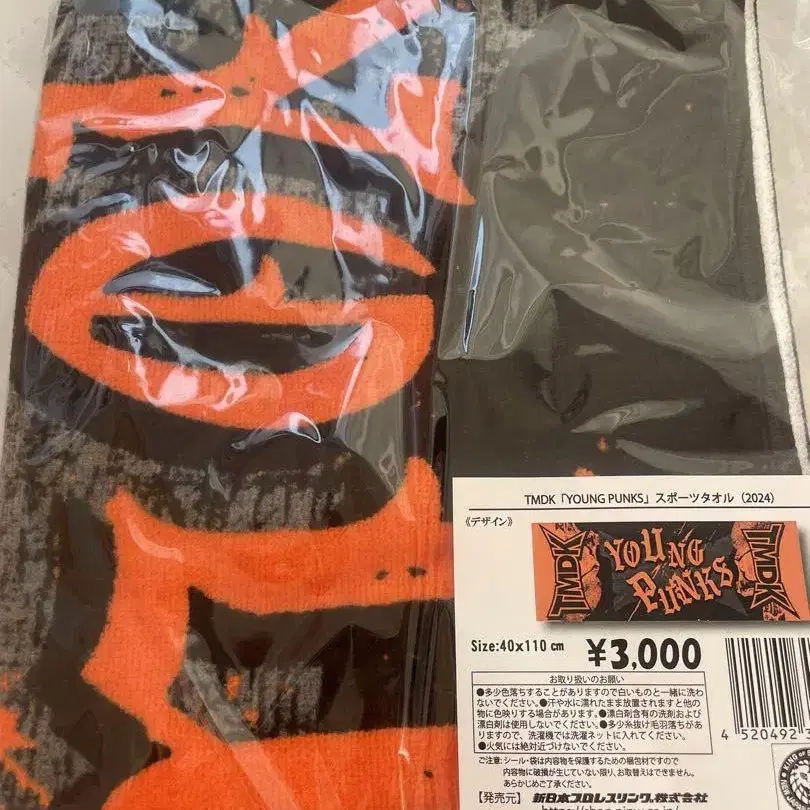 TMDK「YOUNG PUNKS」スポーツタオル（2024）
《デザイン》
TMDK
YOUNG
PUNKS
TMDK
Size:40x110㎝
¥3,000
お取り扱いのお願い
●多少色落ちすることがありますので白いものと一緒に洗わ
ないでください。●汗や水に濡れたまま放置されますと他の
物に色映りする場合があります。●漂白剤含有の洗剤および
漂白剤は使用しないでください。●多少糸抜け毛羽落ちがあ
りますので、洗濯機では洗濯ネットに入れてください。
●火気には絶対近づけないでください。
4 520492 3
ご注意:シール・袋は内容物を保護するための梱包材ですので
内容物に破損が生じていない限り、お取替えはできません。
あらかじめご了承ください。
【発売元】 新日本プロレスリング株式会社